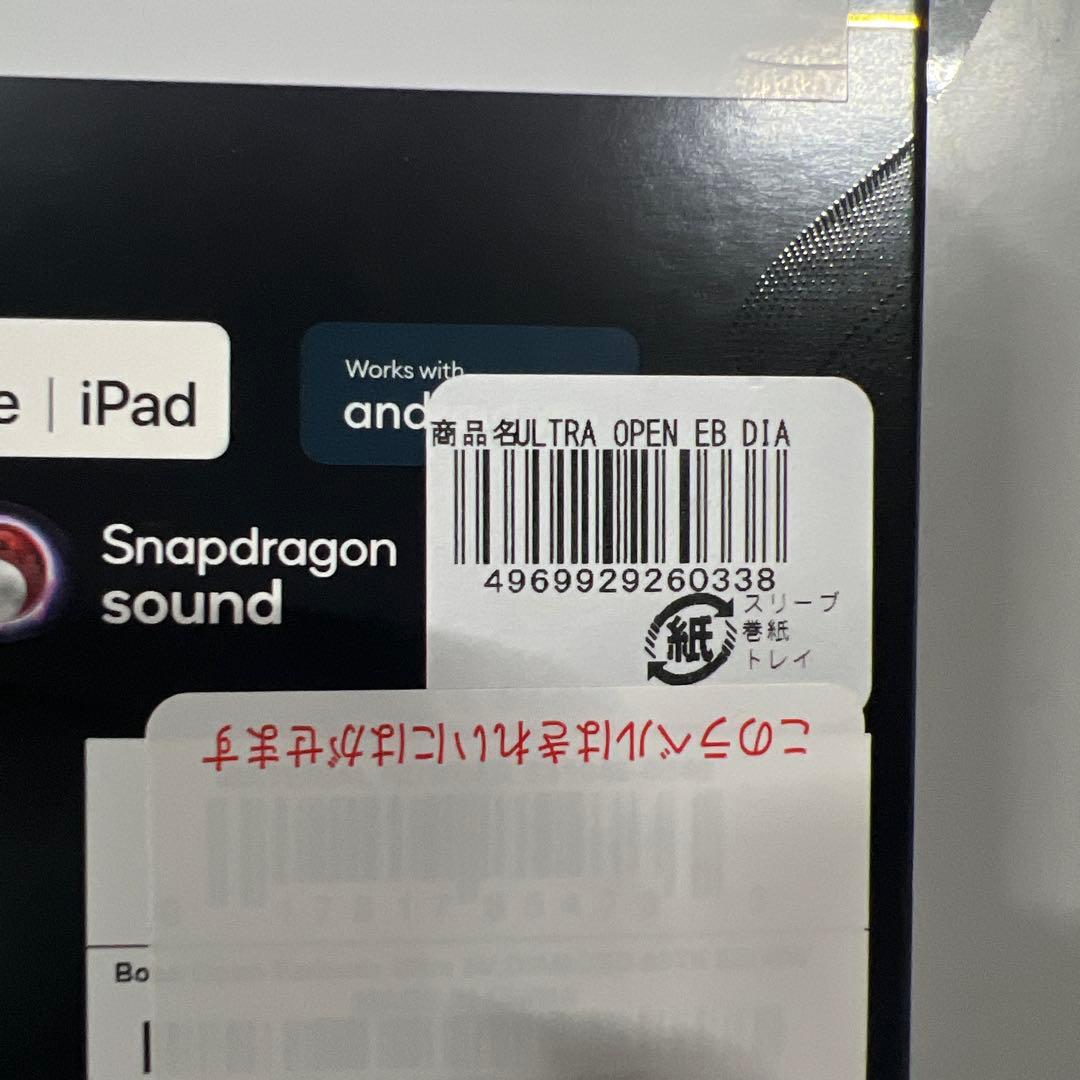 e | iPad
Works with
and
商品名ULTRA OPEN EB DIA
4969929260338
Snapdragon
sound
紙
スリーブ
巻紙
トレイ
このラベルはきれいにはがせます
Bo